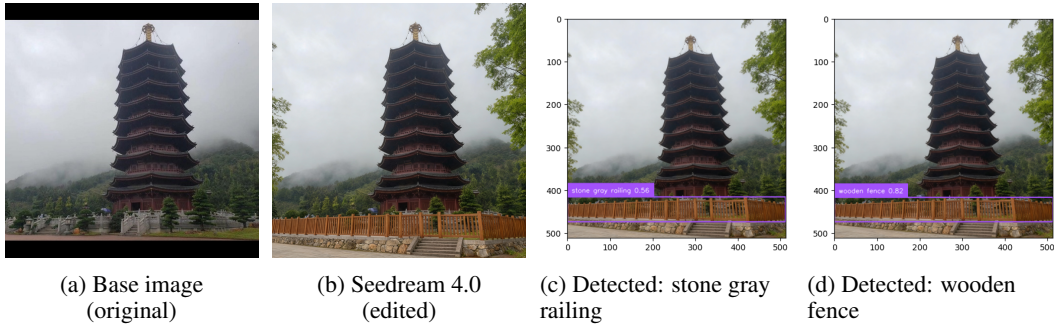 0
100
200
300
400
500
stone gray railing 0.56
0 100 200 300 400 500
0
100
200
300
400
500
wooden fence 0.82
0 100 200 300 400 500
(a) Base image
(original)
(b) Seedream 4.0
(edited)
(c) Detected: stone gray
railing
(d) Detected: wooden
fence